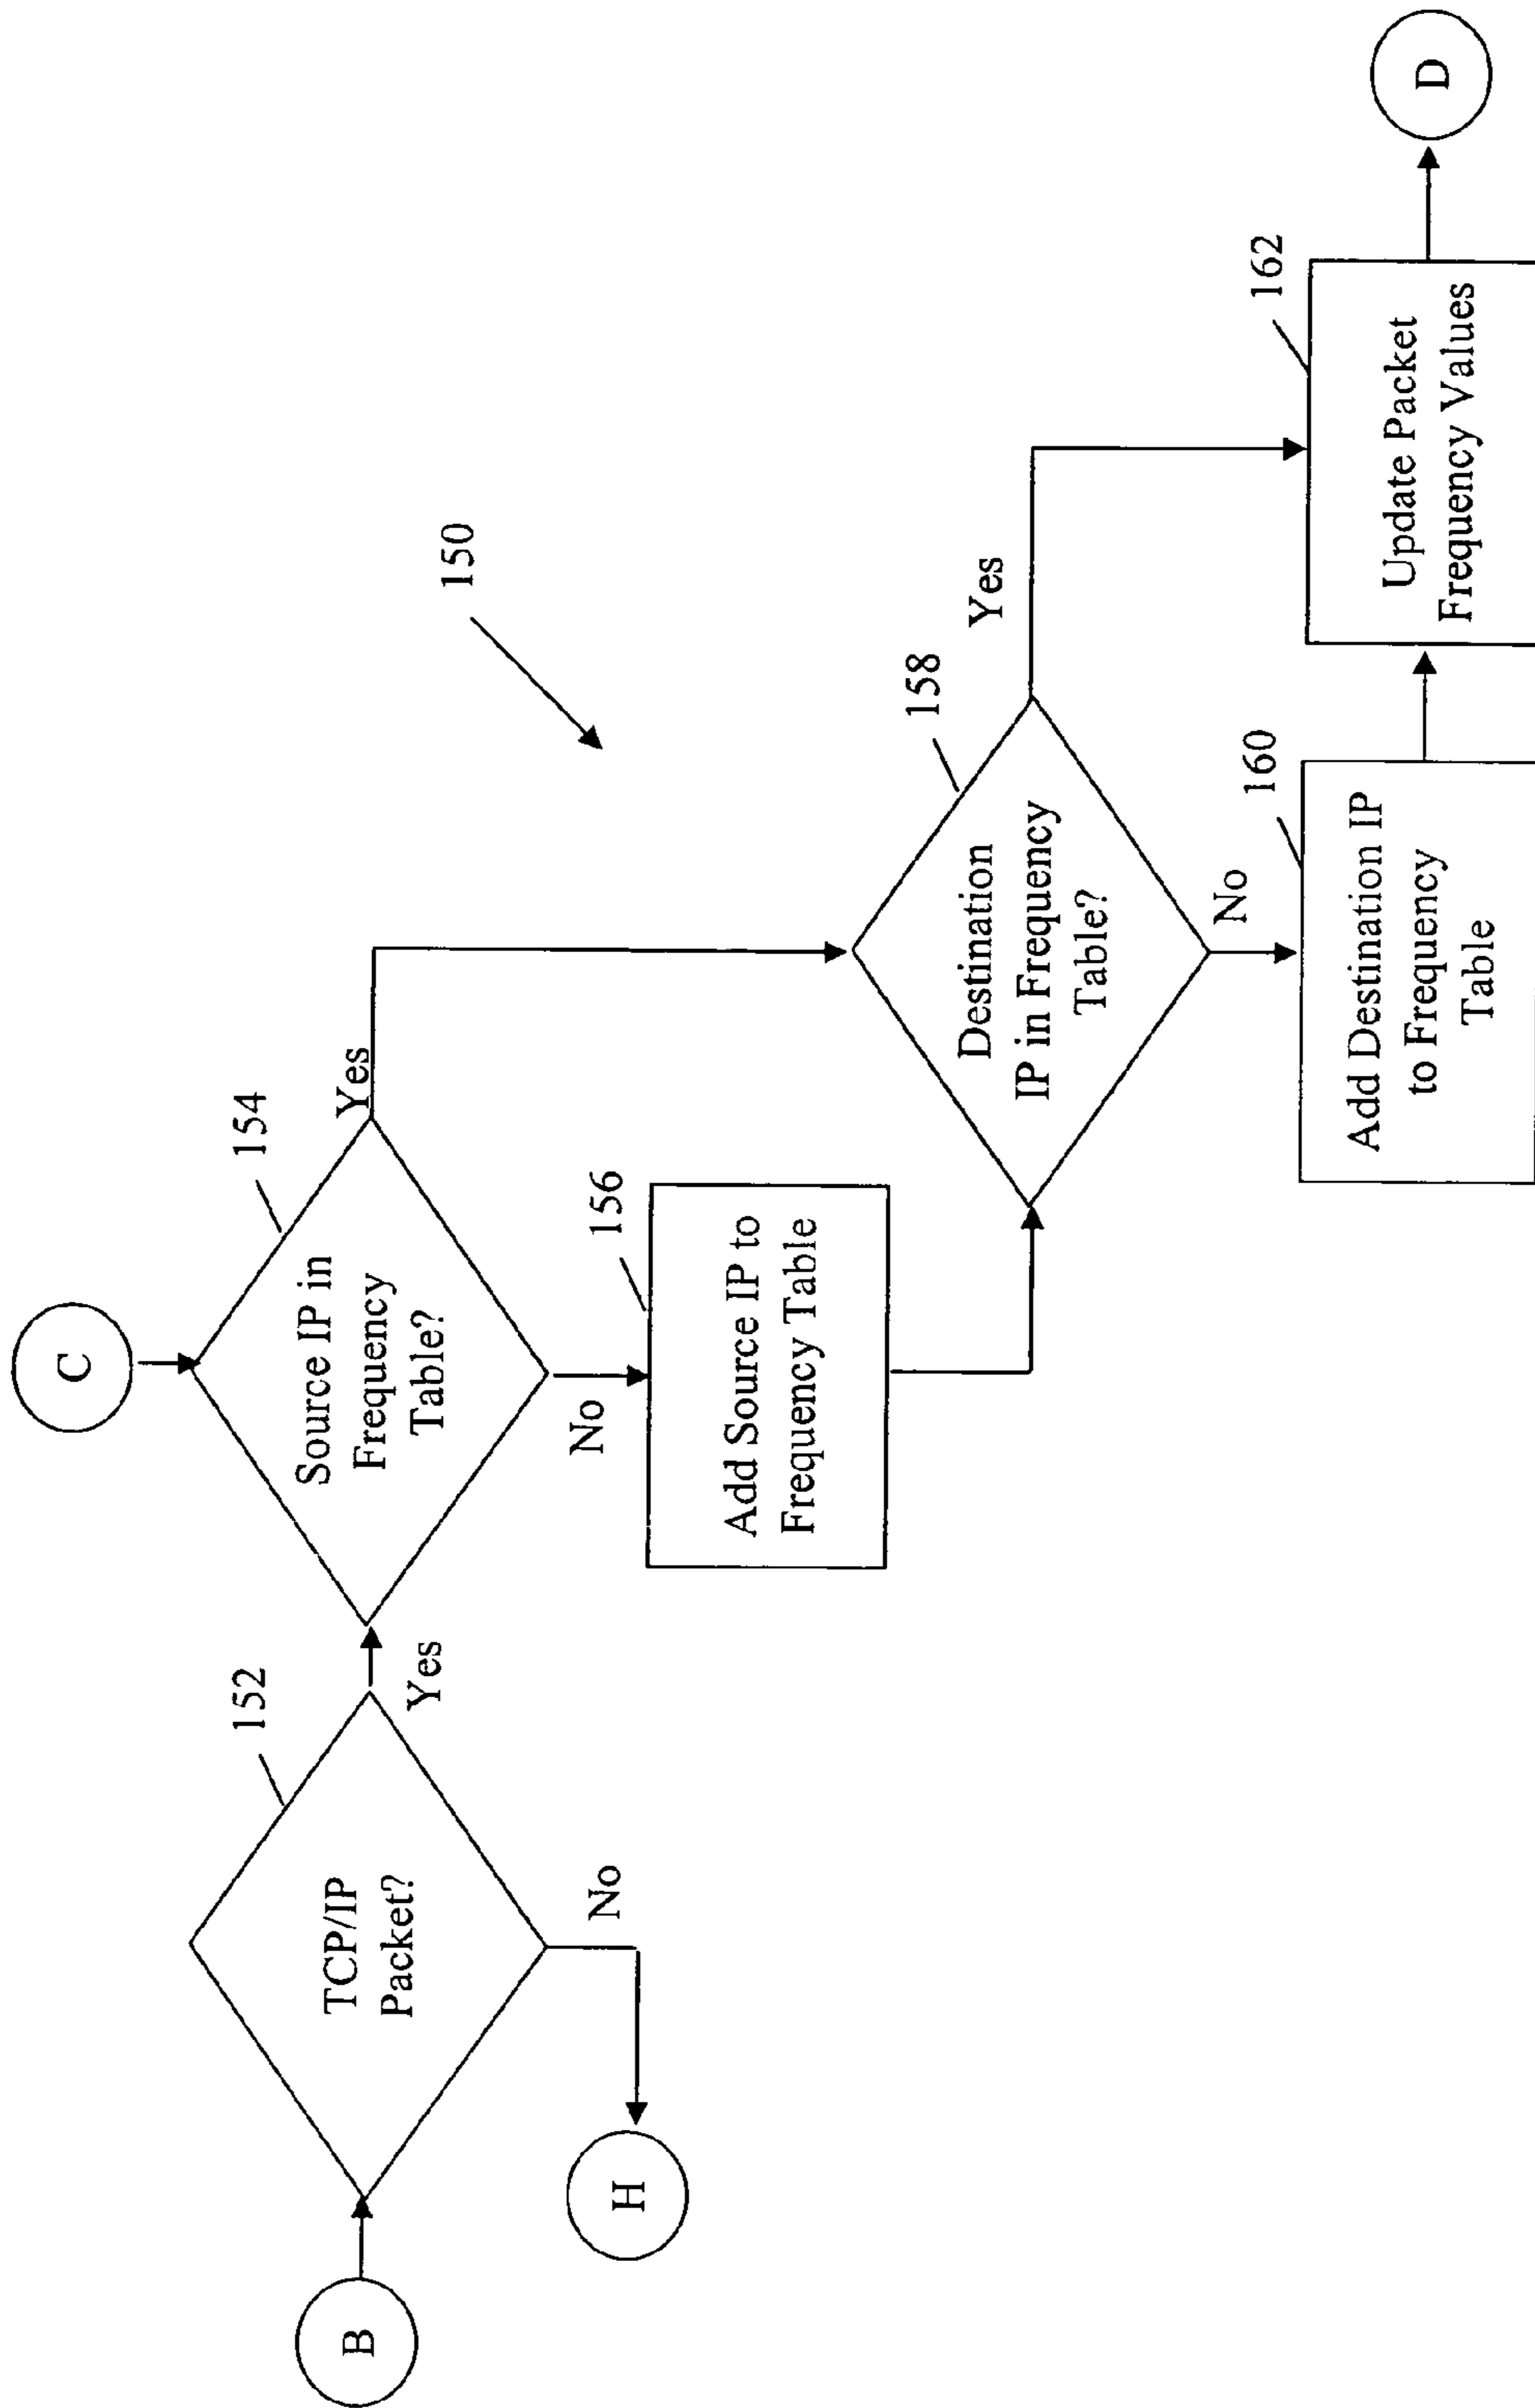 C
B
152
TCP/IP
Packet?
Yes
No
H
154
Source IP in
Frequency
Table?
Yes
No
156
Add Source IP to
Frequency Table
150
158
Destination
IP in Frequency
Table?
Yes
No
160
Add Destination IP
to Frequency
Table
162
Update Packet
Frequency Values
D